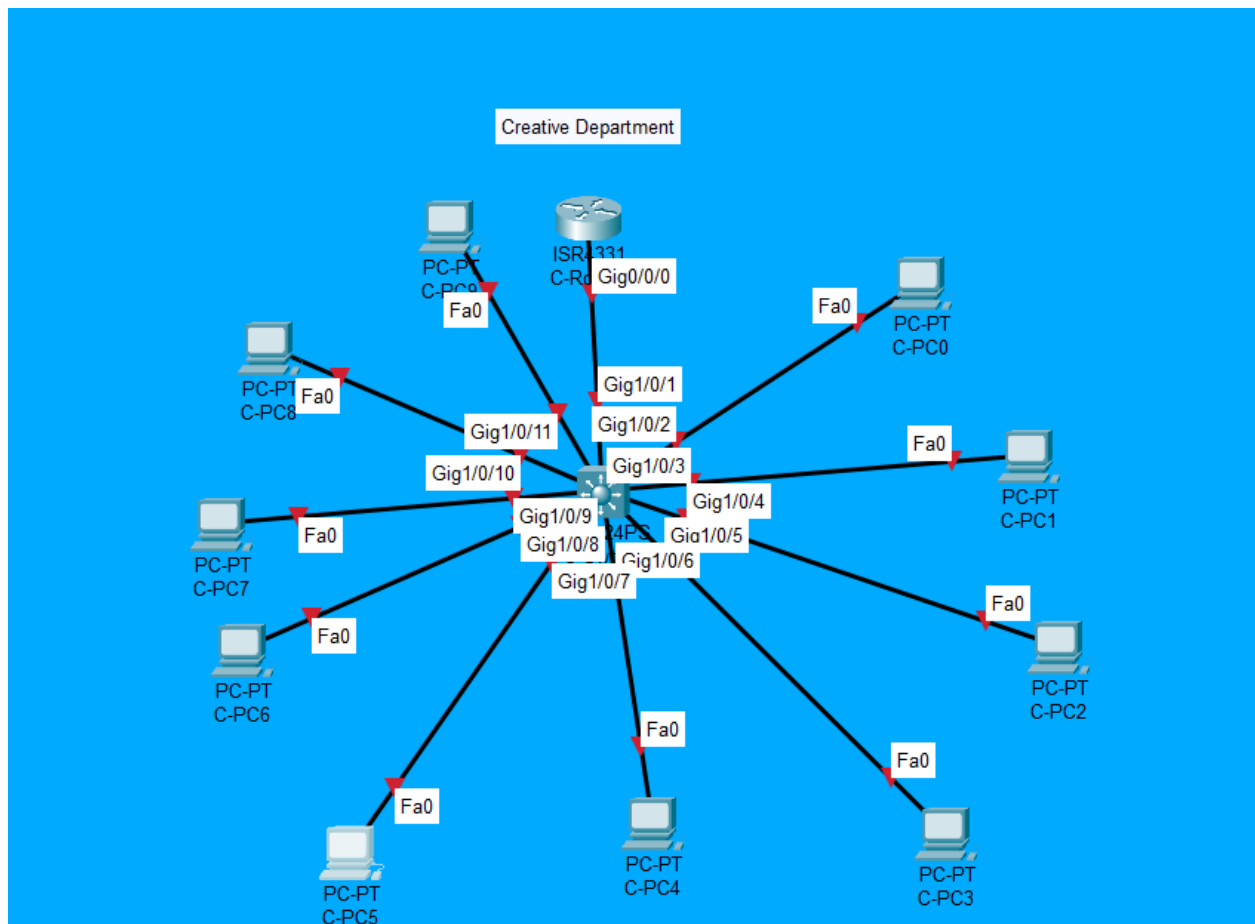 Creative Department
ISR4331
Gig0/0/0
PC-PT
Fa0
Fa0
PC-PT
C-PC0
PC-PT
C-PC8
Fa0
Gig1/0/1
Gig1/0/2
Gig1/0/11
Gig1/0/3
Fa0
PC-PT
C-PC1
Gig1/0/10
Gig1/0/4
Gig1/0/9
Gig1/0/5
Gig1/0/8
Gig1/0/6
Gig1/0/7
Fa0
PC-PT
C-PC7
Fa0
PC-PT
C-PC2
Fa0
PC-PT
C-PC6
Fa0
PC-PT
C-PC5
Fa0
PC-PT
C-PC4
Fa0
PC-PT
C-PC3